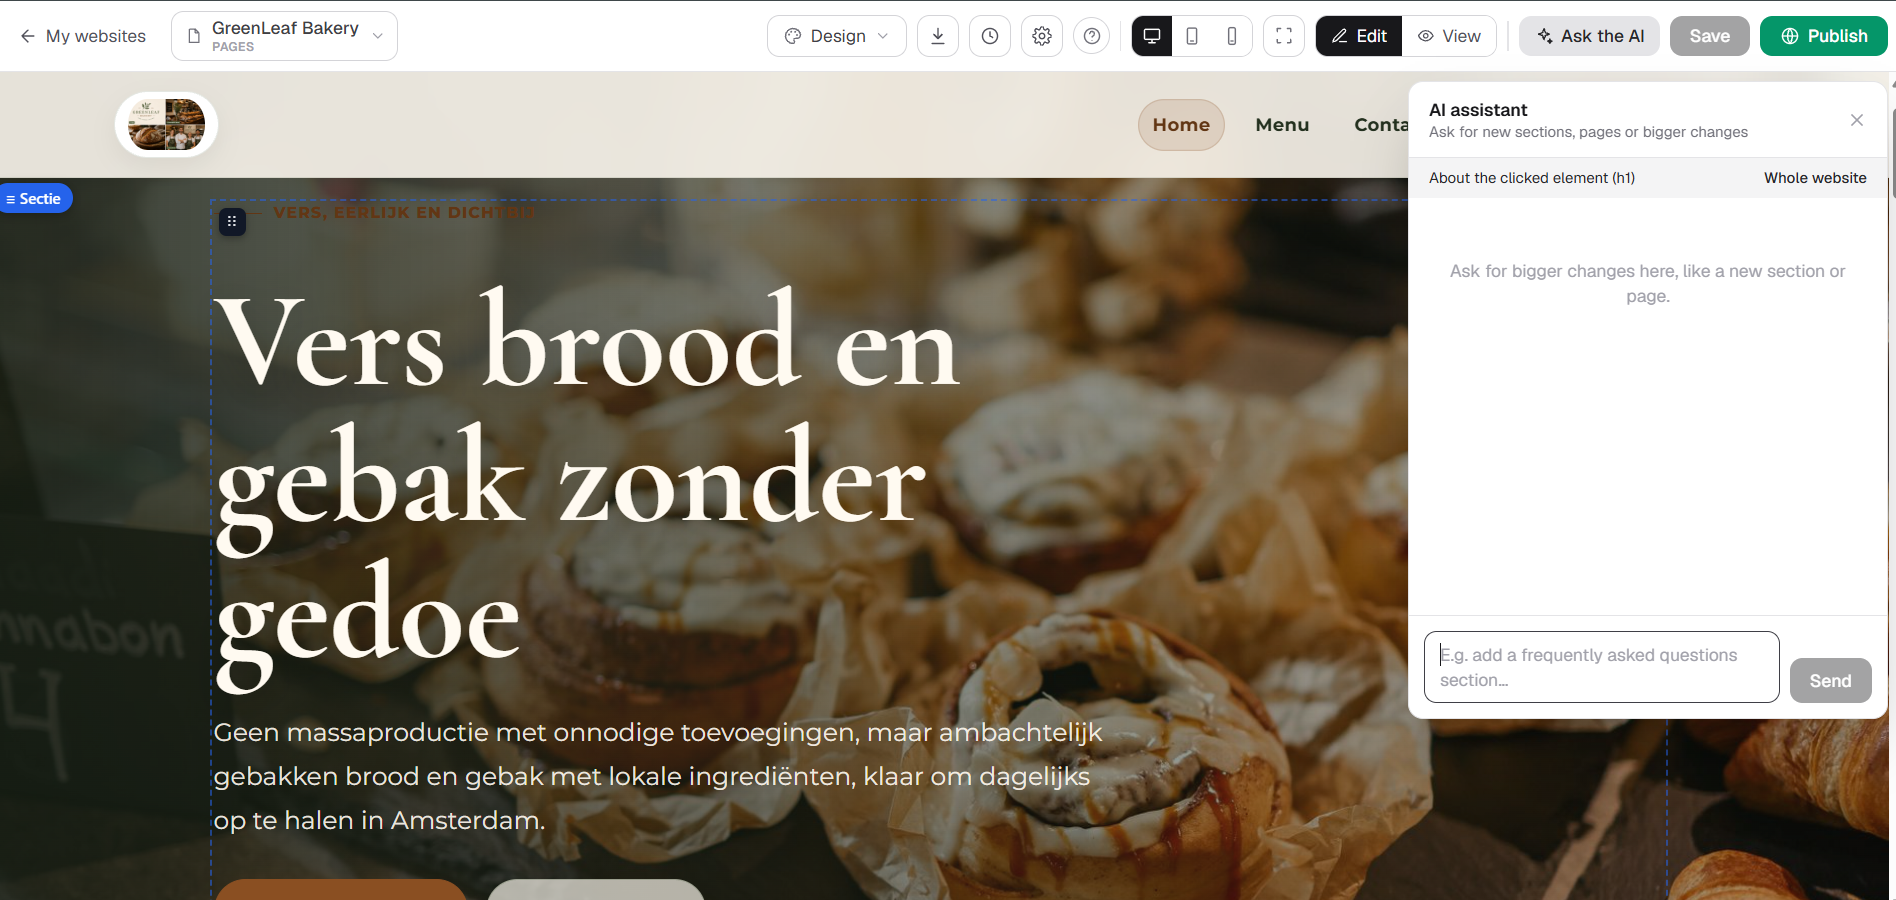 My websites
GreenLeaf Bakery
PAGES
Design
Edit
View
Ask the AI
Save
Publish
Home
Menu
Conta
AI assistant
Ask for new sections, pages or bigger changes
About the clicked element (h1)
Whole website
Sectie
VERS, EERLIJK EN DICHTBIJ
Vers brood en
gebak zonder
gedoe
Geen massaproductie met onnodige toevoegingen, maar ambachtelijk
gebakken brood en gebak met lokale ingrediënten, klaar om dagelijks
op te halen in Amsterdam.
Ask for bigger changes here, like a new section or
page.
E.g. add a frequently asked questions
section...
Send
nnabon
4